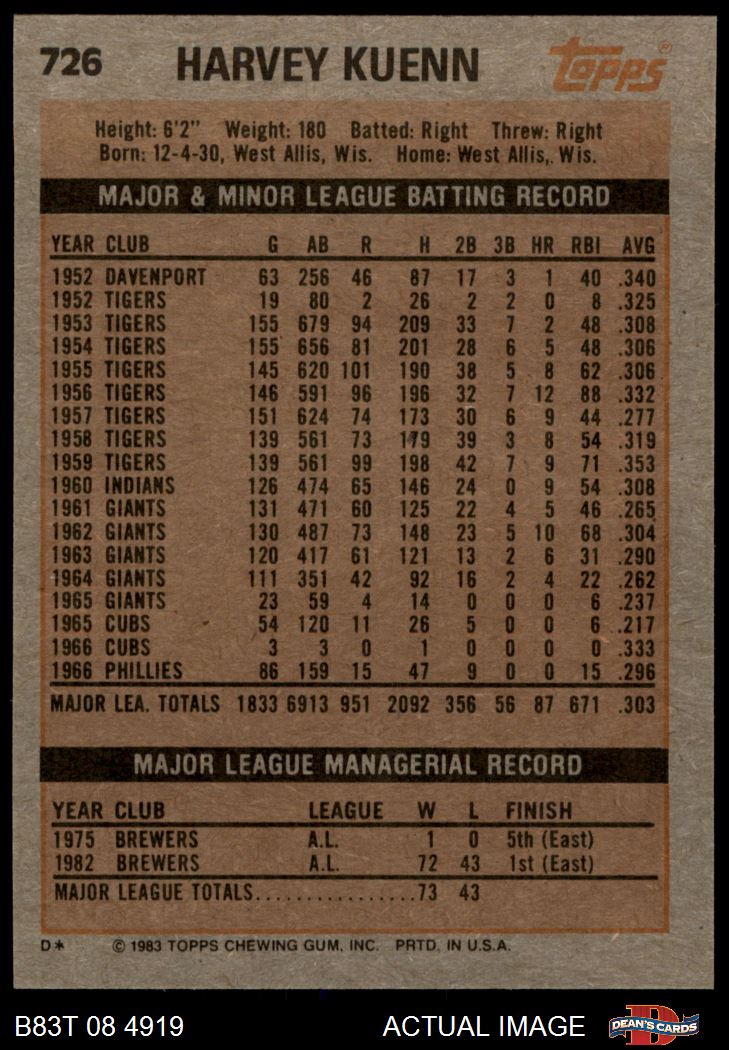 726 HARVEY KUENN Topps®
Height: 6'2" Weight: 180 Batted: Right Threw: Right
Born: 12-4-30, West Allis, Wis. Home: West Allis, Wis.
MAJOR & MINOR LEAGUE BATTING RECORD
YEAR CLUB G AB R H 2B 3B HR RBI AVG
1952 DAVENPORT 63 256 46 87 17 3 1 40 .340
1952 TIGERS 19 80 2 26 2 2 0 8 .325
1953 TIGERS 155 679 94 209 33 7 2 48 .308
1954 TIGERS 155 656 81 201 28 6 5 48 .306
1955 TIGERS 145 620 101 190 38 5 8 62 .306
1956 TIGERS 146 591 96 196 32 7 12 88 .332
1957 TIGERS 151 624 74 173 30 6 9 44 .277
1958 TIGERS 139 561 73 179 39 3 8 54 .319
1959 TIGERS 139 561 99 198 42 7 9 71 .353
1960 INDIANS 126 474 65 146 24 0 9 54 .308
1961 GIANTS 131 471 60 125 22 4 5 46 .265
1962 GIANTS 130 487 73 148 23 5 10 68 .304
1963 GIANTS 120 417 61 121 13 2 6 31 .290
1964 GIANTS 111 351 42 92 16 2 4 22 .262
1965 GIANTS 23 59 4 14 0 0 0 6 .237
1965 CUBS 54 120 11 26 5 0 0 6 .217
1966 CUBS 3 3 0 1 0 0 0 0 .333
1966 PHILLIES 86 159 15 47 9 0 0 15 .296
MAJOR LEA. TOTALS 1833 6913 951 2092 356 56 87 671 .303
MAJOR LEAGUE MANAGERIAL RECORD
YEAR CLUB LEAGUE W L FINISH
1975 BREWERS A.L. 1 0 5th (East)
1982 BREWERS A.L. 72 43 1st (East)
MAJOR LEAGUE TOTALS................73 43
D* © 1983 TOPPS CHEWING GUM, INC. PRTD. IN U.S.A.
B83T 08 4919 ACTUAL IMAGE D DEAN'S CARDS